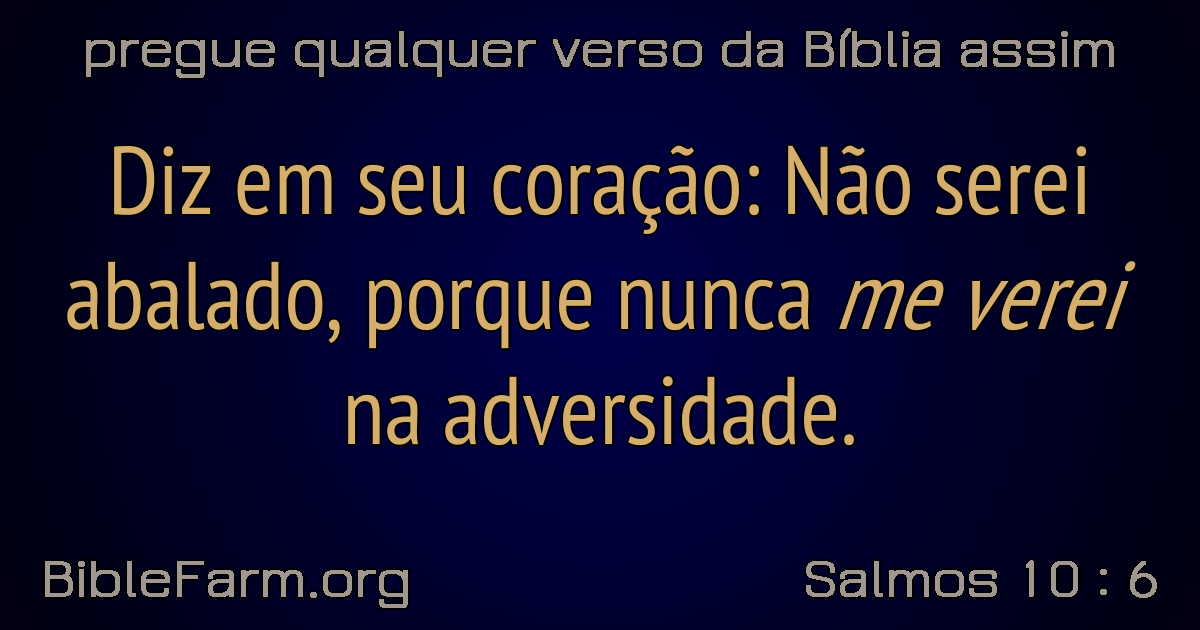 pregue qualquer verso da Bíblia assim
Diz em seu coração: Não serei
abalado, porque nunca me verei
na adversidade.
BibleFarm.org
Salmos 10 : 6